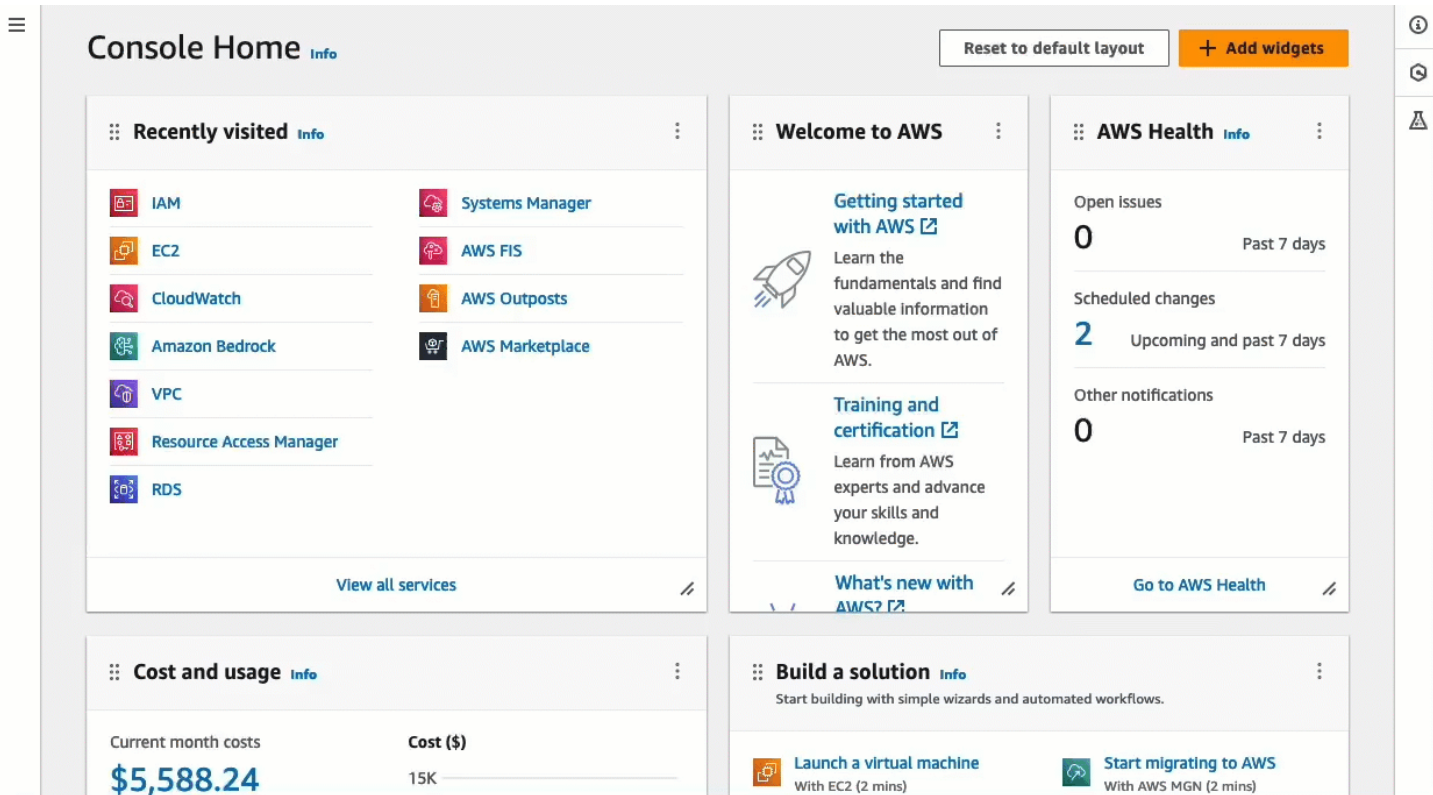 Console Home Info
Reset to default layout
+ Add widgets
Recently visited Info
IAM
EC2
CloudWatch
Amazon Bedrock
VPC
Resource Access Manager
RDS
Systems Manager
AWS FIS
AWS Outposts
AWS Marketplace
View all services
Welcome to AWS
Getting started
with AWS
Learn the
fundamentals and find
valuable information
to get the most out of
AWS.
Training and
certification
Learn from AWS
experts and advance
your skills and
knowledge.
What's new with
AWS?
AWS Health Info
Open issues
0
Past 7 days
Scheduled changes
2
Upcoming and past 7 days
Other notifications
0
Past 7 days
Go to AWS Health
Cost and usage Info
Current month costs
$5,588.24
Cost ($)
15K
Build a solution Info
Start building with simple wizards and automated workflows.
Launch a virtual machine
With EC2 (2 mins)
Start migrating to AWS
With AWS MGN (2 mins)